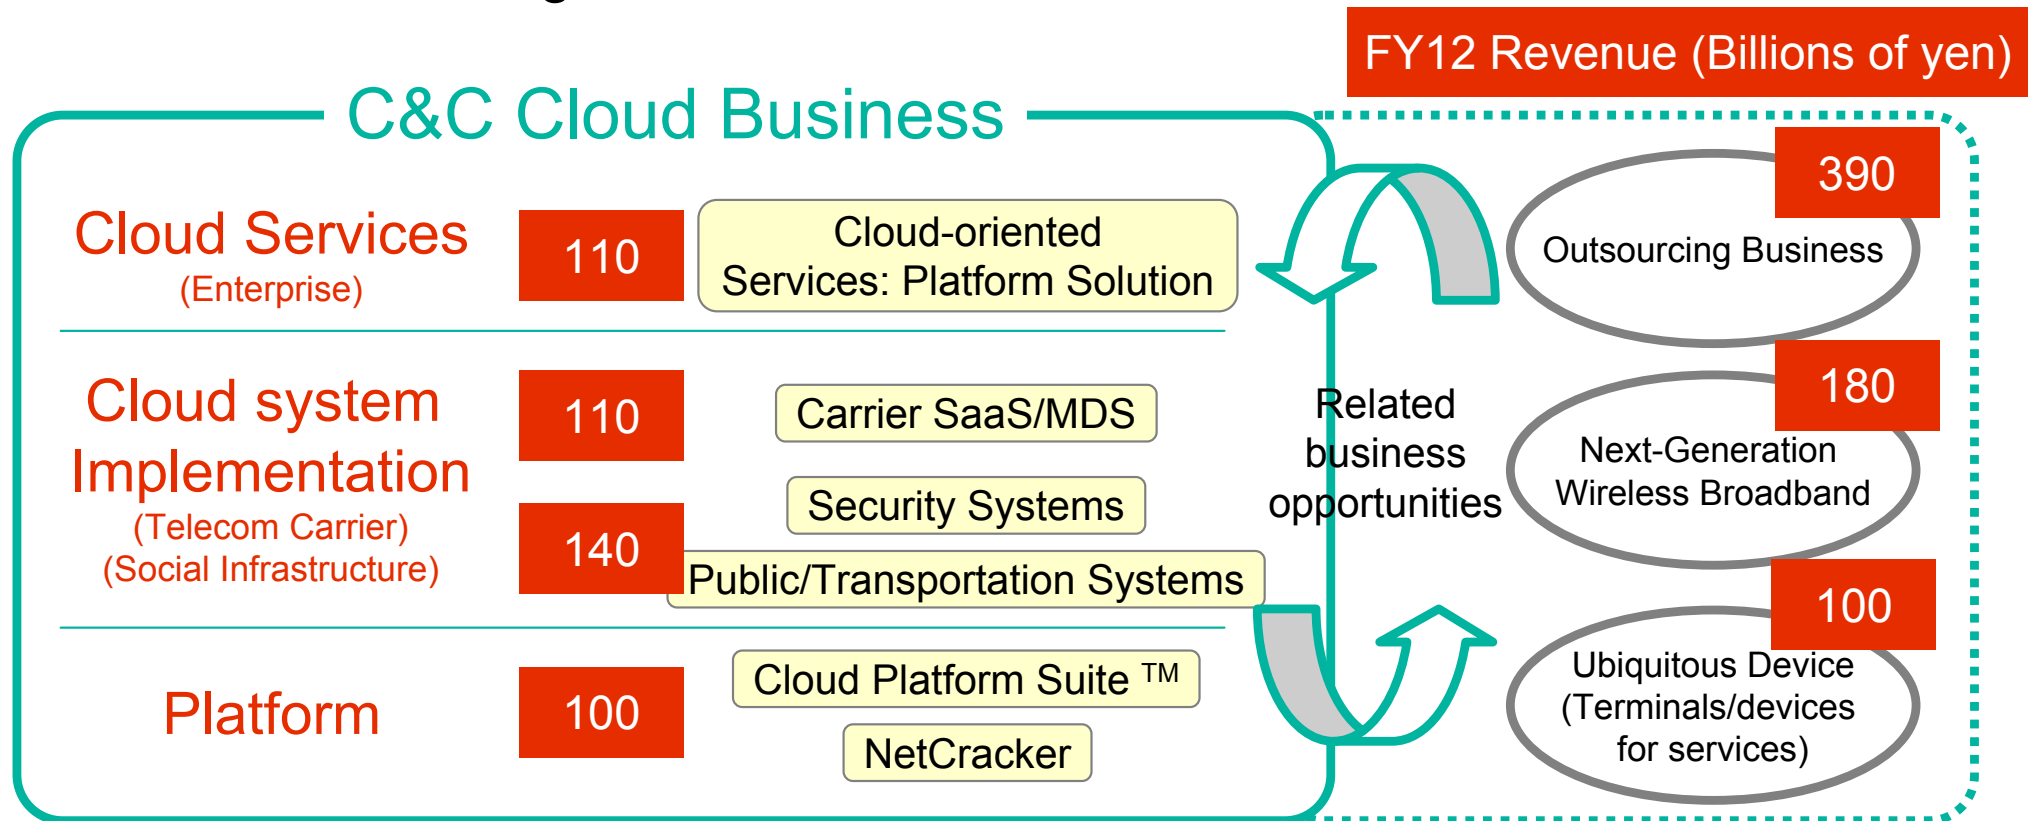 FY12 Revenue (Billions of yen)
C&C Cloud Business
Cloud Services
(Enterprise)
110
Cloud-oriented
Services: Platform Solution
Cloud system
Implementation
(Telecom Carrier)
(Social Infrastructure)
110
140
Carrier SaaS/MDS
Security Systems
Public/Transportation Systems
Platform
100
Cloud Platform Suite TM
NetCracker
Related
business
opportunities
390
Outsourcing Business
180
Next-Generation
Wireless Broadband
100
Ubiquitous Device
(Terminals/devices
for services)